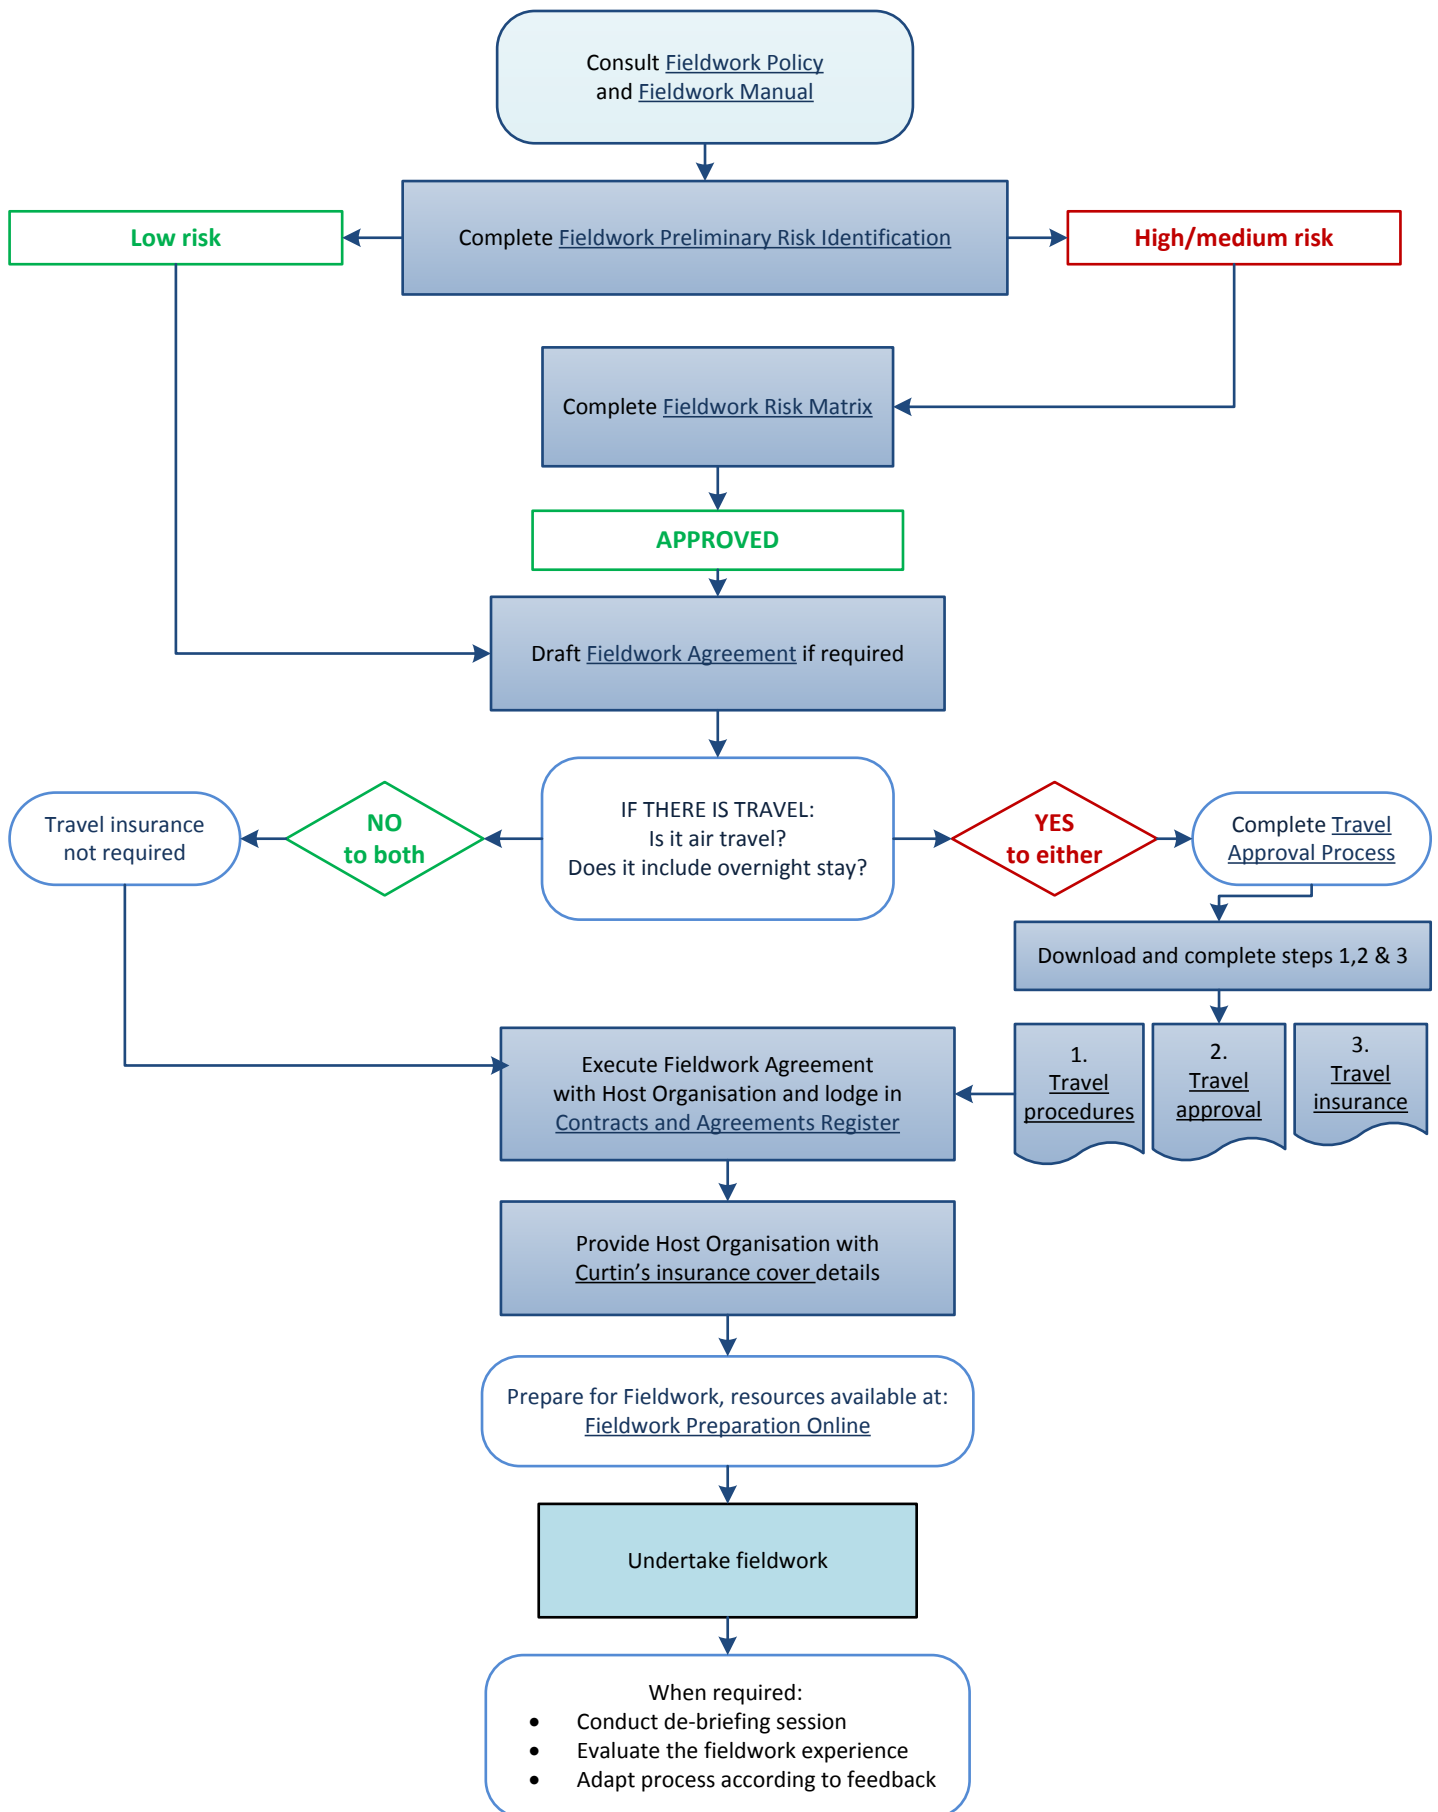 Consult Fieldwork Policy
and Fieldwork Manual
Low risk
Complete Fieldwork Preliminary Risk Identification
High/medium risk
Complete Fieldwork Risk Matrix
APPROVED
Draft Fieldwork Agreement if required
Travel insurance
not required
NO
to both
IF THERE IS TRAVEL:
Is it air travel?
Does it include overnight stay?
YES
to either
Complete Travel
Approval Process
Download and complete steps 1,2 & 3
Execute Fieldwork Agreement
with Host Organisation and lodge in
Contracts and Agreements Register
1.
Travel
procedures
2.
Travel
approval
3.
Travel
insurance
Provide Host Organisation with
Curtin’s insurance cover details
Prepare for Fieldwork, resources available at:
Fieldwork Preparation Online
Undertake fieldwork
When required:
• Conduct de-briefing session
• Evaluate the fieldwork experience
• Adapt process according to feedback